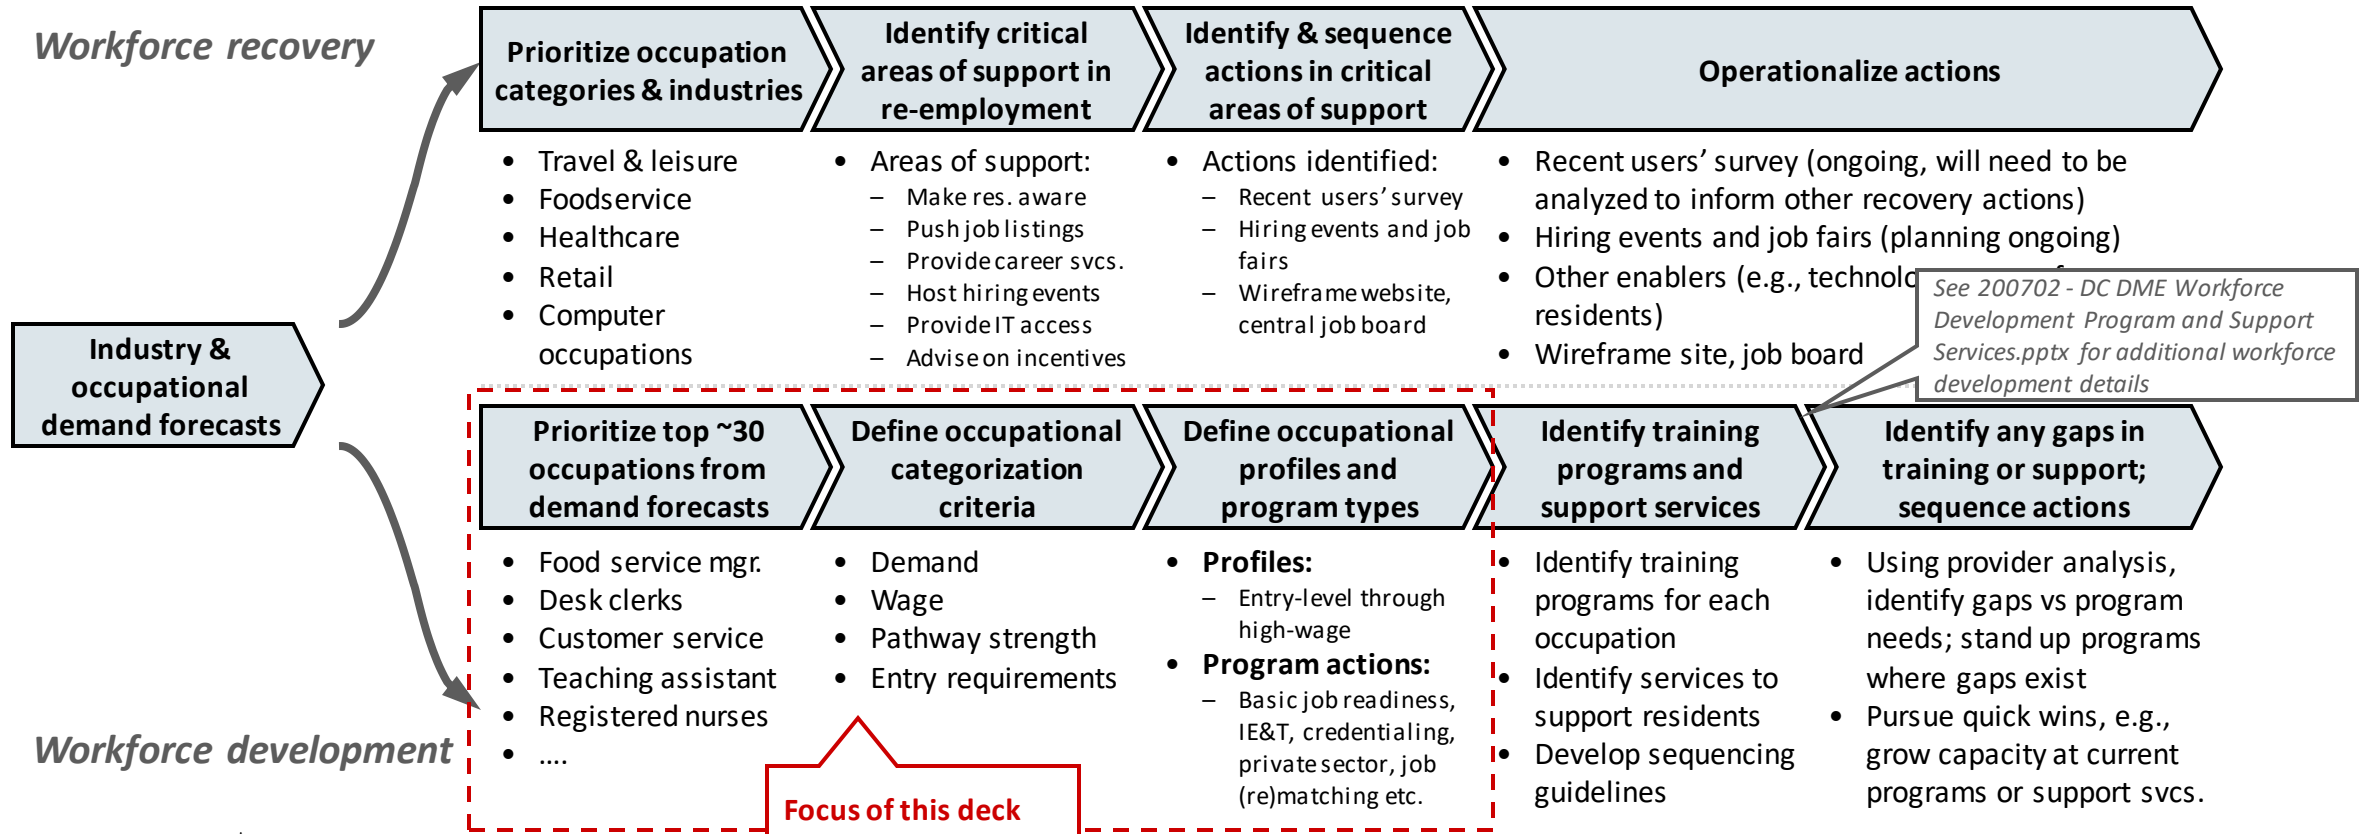 Workforce recovery
Prioritize occupation
categories & industries
Identify critical
areas of support in
re-employment
Identify & sequence
actions in critical
areas of support
Operationalize actions
• Travel & leisure
• Foodservice
• Healthcare
• Retail
• Computer
occupations
• Areas of support:
– Make res. aware
– Push job listings
– Provide career svcs.
– Host hiring events
– Provide IT access
– Advise on incentives
• Actions identified:
– Recent users’ survey
– Hiring events and job
fairs
– Wireframe website,
central job board
• Recent users’ survey (ongoing, will need to be
analyzed to inform other recovery actions)
• Hiring events and job fairs (planning ongoing)
• Other enablers (e.g.,
residents)
• Wireframe site, job board
See 200702 - DC DME Workforce
Development Program and Support
Services.pptx for additional workforce
development details
Industry &
occupational
demand forecasts
Workforce development
Prioritize top ~30
occupations from
demand forecasts
Define occupational
categorization
criteria
Define occupational
profiles and
program types
Identify training
programs and
support services
Identify any gaps in
training or support;
sequence actions
• Food service mgr.
• Desk clerks
• Customer service
• Teaching assistant
• Registered nurses
• ....
• Demand
• Wage
• Pathway strength
• Entry requirements
• Profiles:
– Entry-level through
high-wage
• Program actions:
– Basic job readiness,
IE&T, credentialing,
private sector, job
(re)matching etc.
• Identify training
programs for each
occupation
• Identify services to
support residents
• Develop sequencing
guidelines
• Using provider analysis,
identify gaps vs program
needs; stand up programs
where gaps exist
• Pursue quick wins, e.g.,
grow capacity at current
programs or support svcs.
Focus of this deck